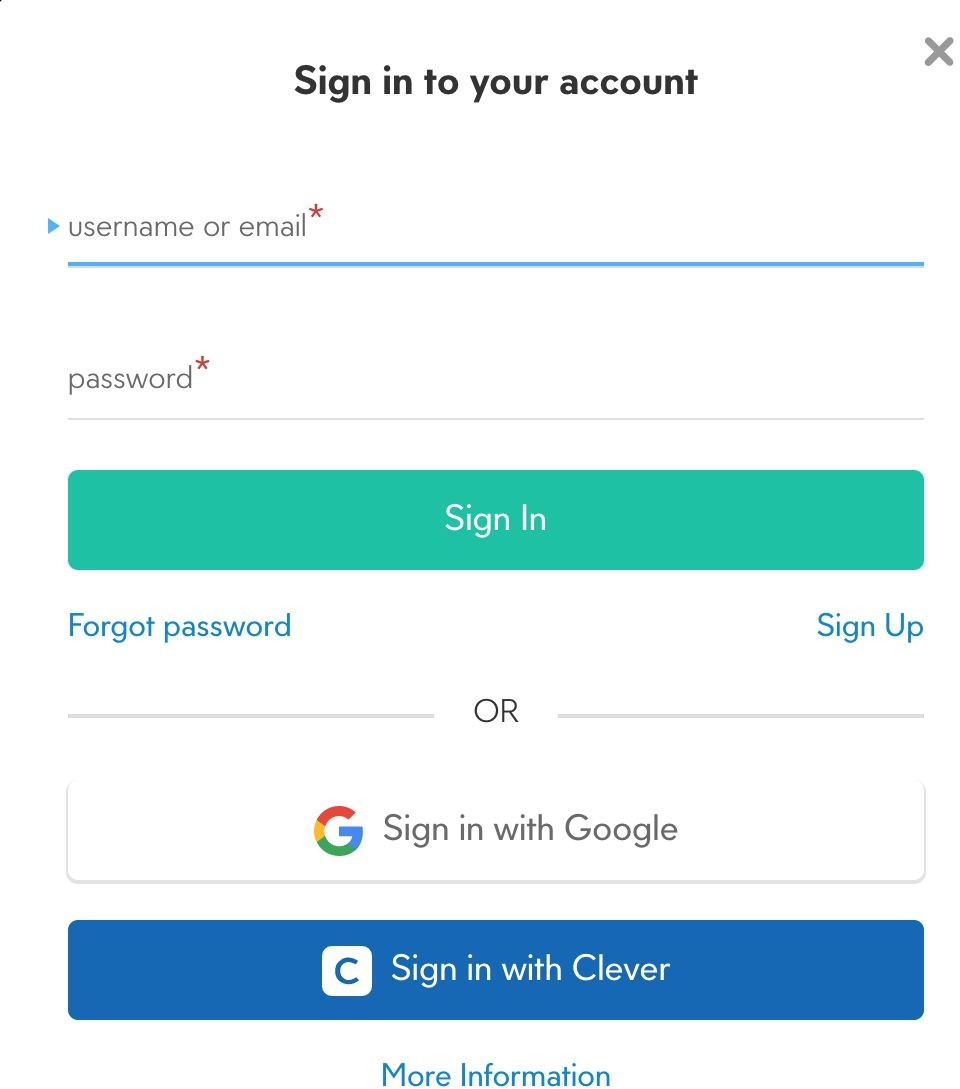 Sign in to your account
username or email*
password*
Sign In
Forgot password
Sign Up
OR
G Sign in with Google
C Sign in with Clever
More Information